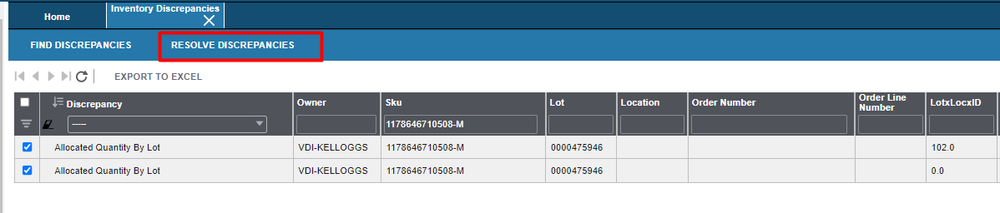 Home
Inventory Discrepancies
FIND DISCREPANCIES
RESOLVE DISCREPANCIES
EXPORT TO EXCEL
Discrepancy Owner Sku Lot Location Order Number Order Line Number LotxLocxID
----- 1178646710508-M
Allocated Quantity By Lot VDI-KELLOGGS 1178646710508-M 0000475946 102.0
Allocated Quantity By Lot VDI-KELLOGGS 1178646710508-M 0000475946 0.0